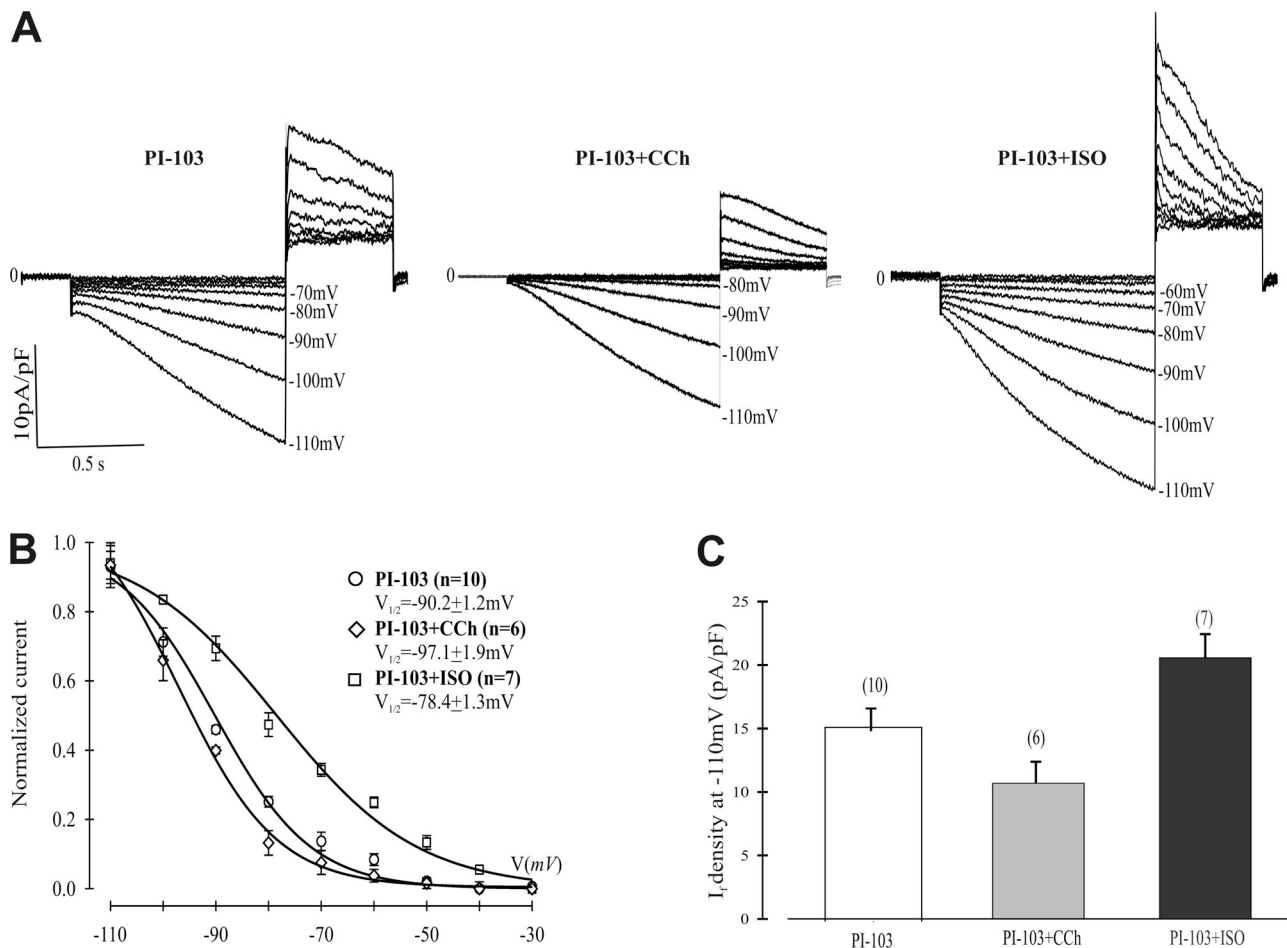 A
PI-103
PI-103+CCh
PI-103+ISO
0
-70mV
-80mV
-90mV
-100mV
-110mV
0
-80mV
-90mV
-100mV
-110mV
0
-60mV
-70mV
-80mV
-90mV
-100mV
-110mV
10pA/pF
0.5 s
B
Normalized current
1.0
0.8
0.6
0.4
0.2
0.0
PI-103 (n=10)
V1/2=-90.2±1.2mV
PI-103+CCh (n=6)
V1/2=-97.1±1.9mV
PI-103+ISO (n=7)
V1/2=-78.4±1.3mV
V(mV)
-110
-90
-70
-50
-30
C
If density at -110mV (pA/pF)
25
20
15
10
5
0
(10)
(6)
(7)
PI-103
PI-103+CCh
PI-103+ISO